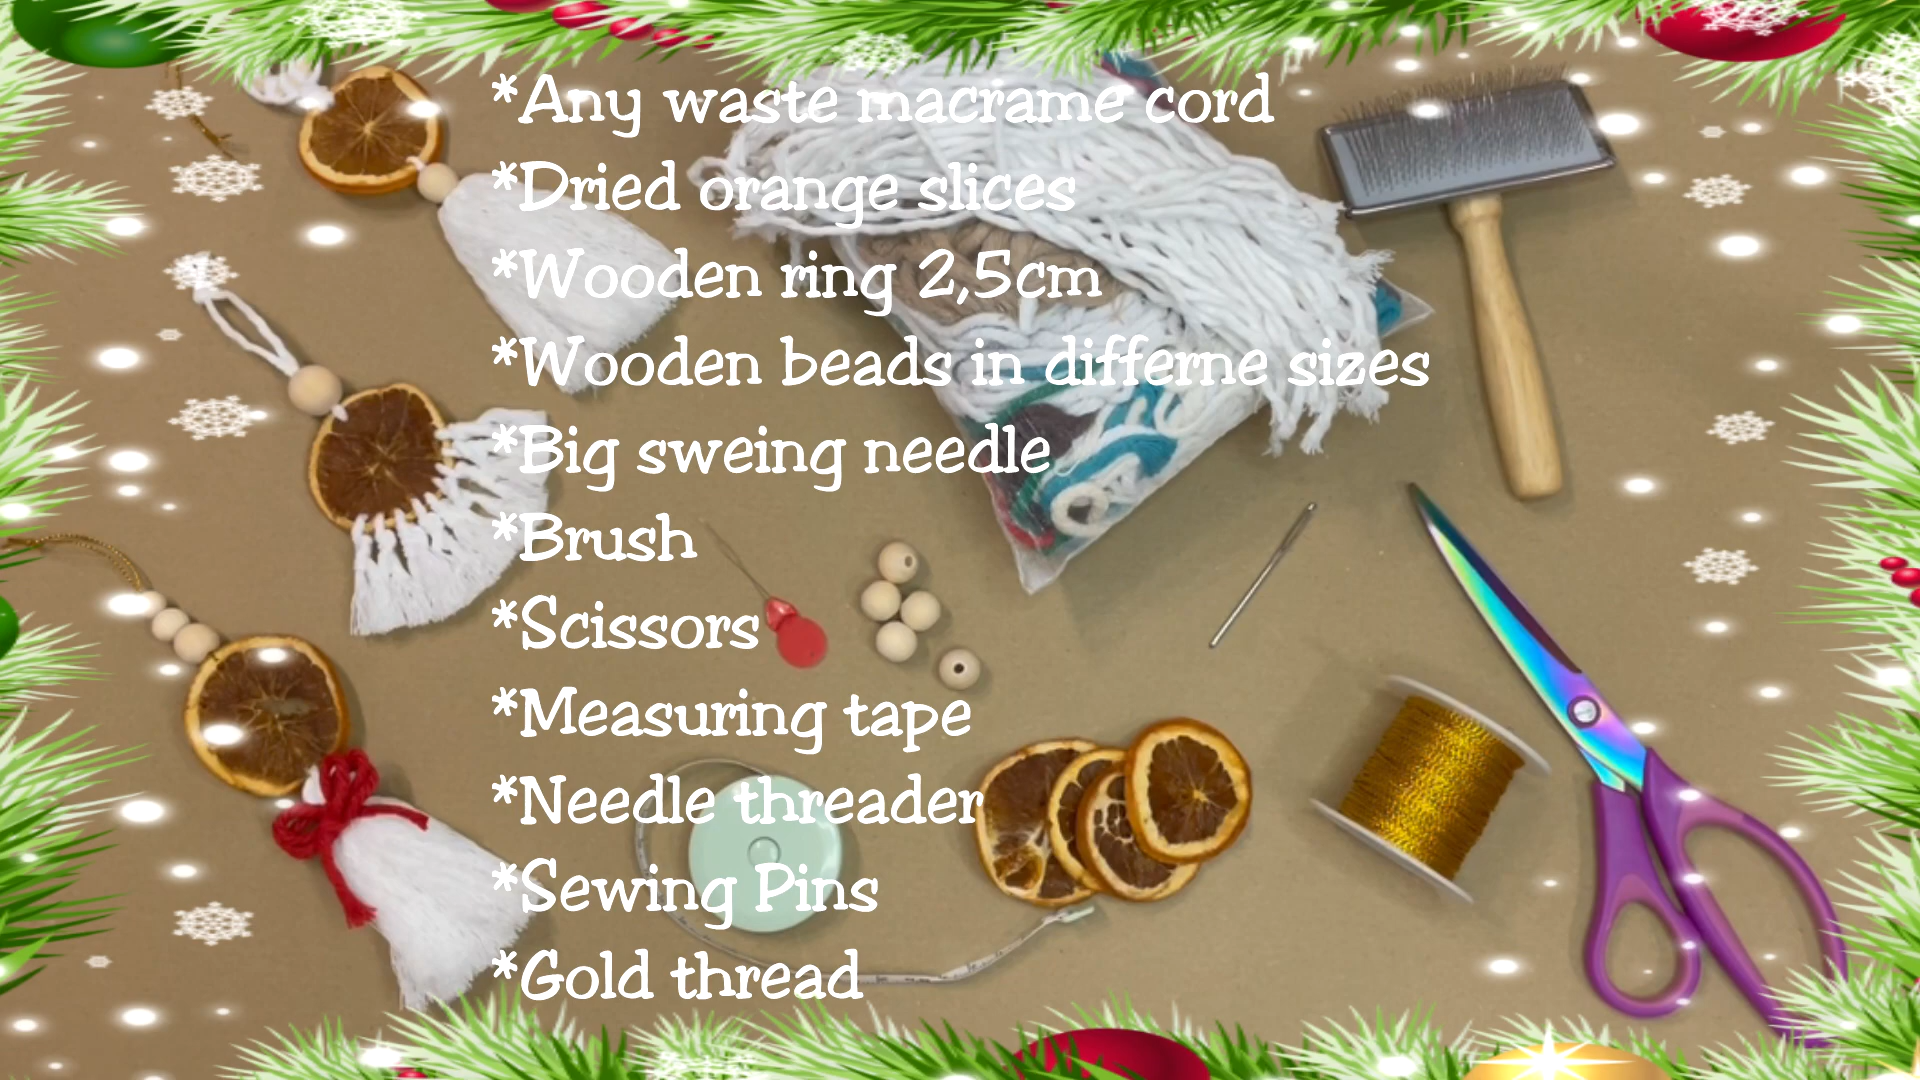 *Any waste macrame cord
*Dried orange slices
*Wooden ring 2,5cm
*Wooden beads in differne sizes
*Big sweing needle
*Brush
*Scissors
*Measuring tape
*Needle threader
*Sewing Pins
*Gold thread